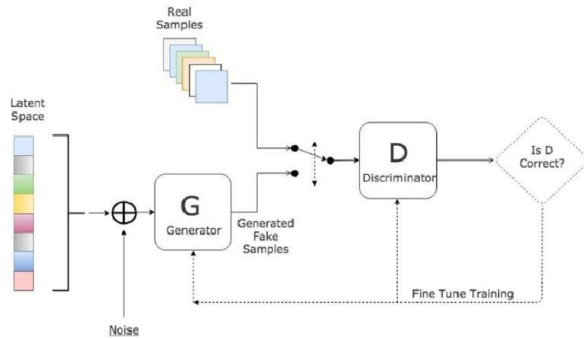 Real
Samples
Latent
Space
G
Generator
Generated
Fake
Samples
D
Discriminator
Is D
Correct?
Fine Tune Training
Noise